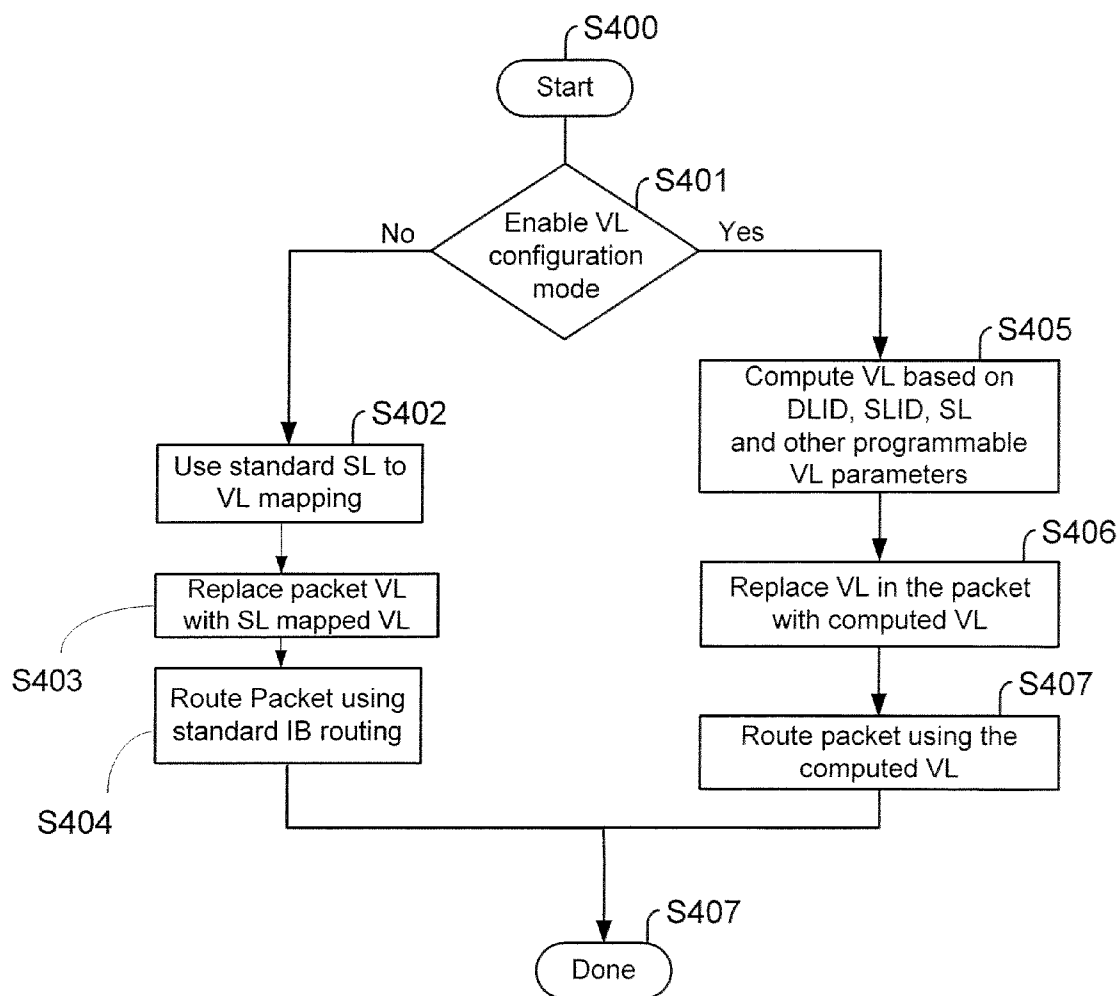 S400
Start
S401
Enable VL
configuration
mode
No
Yes
S402
Use standard SL to
VL mapping
Replace packet VL
with SL mapped VL
S403
Route Packet using
standard IB routing
S404
S405
Compute VL based on
DLID, SLID, SL
and other programmable
VL parameters
S406
Replace VL in the packet
with computed VL
S407
Route packet using the
computed VL
S407
Done